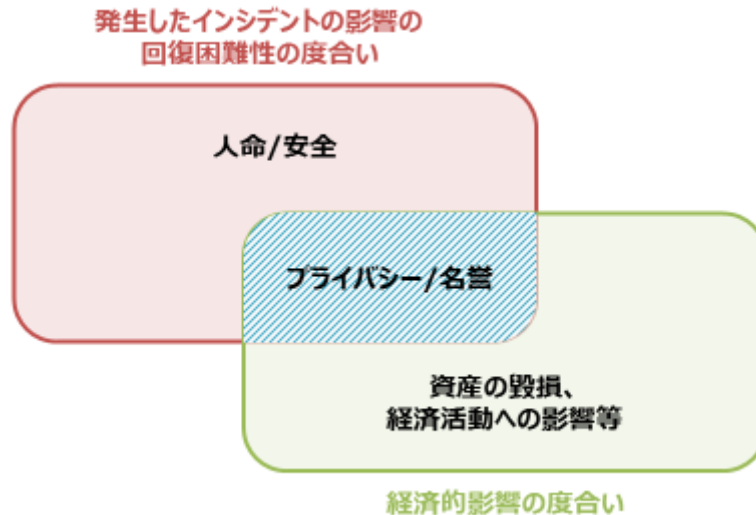 発生したインシデントの影響の
回復困難性の度合い
人命/安全
プライバシー/名誉
資産の毀損、
経済活動への影響等
経済的影響の度合い